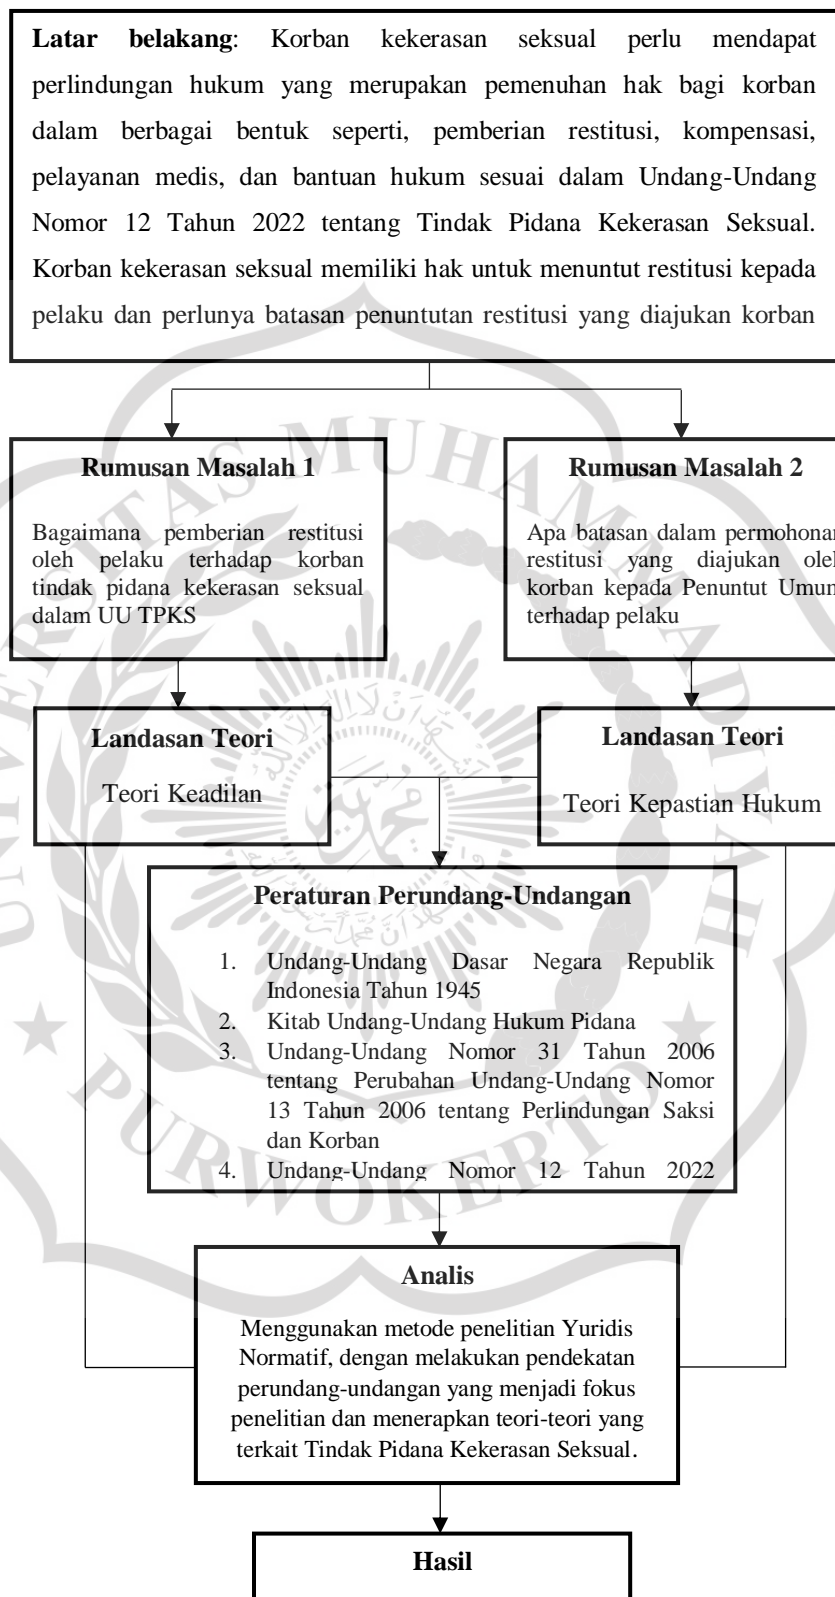 Latar belakang: Korban kekerasan seksual perlu mendapat
perlindungan hukum yang merupakan pemenuhan hak bagi korban
dalam berbagai bentuk seperti, pemberian restitusi, kompensasi,
pelayanan medis, dan bantuan hukum sesuai dalam Undang-Undang
Nomor 12 Tahun 2022 tentang Tindak Pidana Kekerasan Seksual.
Korban kekerasan seksual memiliki hak untuk menuntut restitusi kepada
pelaku dan perlunya batasan penuntutan restitusi yang diajukan korban
Rumusan Masalah 1
Bagaimana pemberian restitusi
oleh pelaku terhadap korban
tindak pidana kekerasan seksual
dalam UU TPKS
Rumusan Masalah 2
Apa batasan dalam permohonan
restitusi yang diajukan oleh
korban kepada Penuntut Umum
terhadap pelaku
Landasan Teori
Teori Keadilan
Landasan Teori
Teori Kepastian Hukum
Peraturan Perundang-Undangan
1. Undang-Undang Dasar Negara Republik
Indonesia Tahun 1945
2. Kitab Undang-Undang Hukum Pidana
3. Undang-Undang Nomor 31 Tahun 2006
tentang Perubahan Undang-Undang Nomor
13 Tahun 2006 tentang Perlindungan Saksi
dan Korban
4. Undang-Undang Nomor 12 Tahun 2022
Analis
Menggunakan metode penelitian Yuridis
Normatif, dengan melakukan pendekatan
perundang-undangan yang menjadi fokus
penelitian dan menerapkan teori-teori yang
terkait Tindak Pidana Kekerasan Seksual.
Hasil
UNIVERSITAS MUHAMMADIYAH
PURWOKERTO